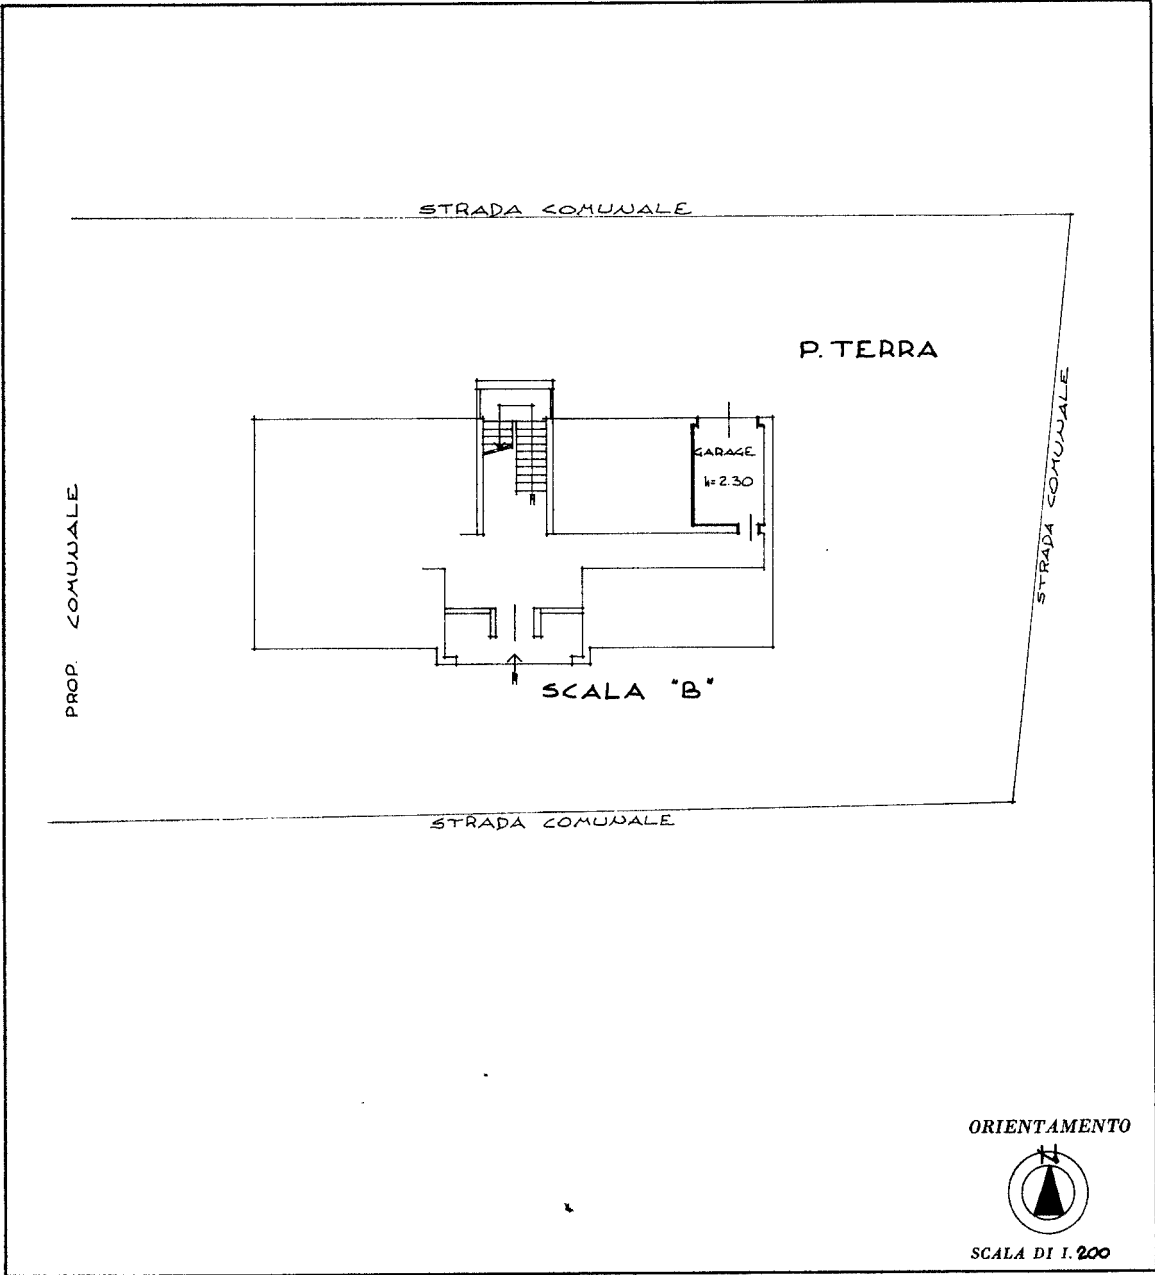 STRADA COMUNALE
P. TERRA
GARAGE
h= 2.30
STRADA COMUNALE
PROP. COMUNALE
SCALA "B"
STRADA COMUNALE
ORIENTAMENTO
N
SCALA DI 1.200